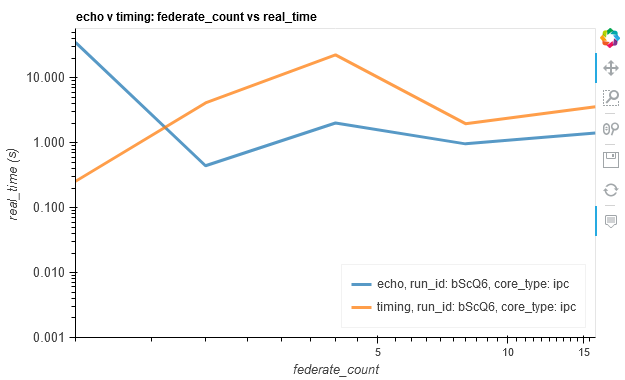 echo v timing: federate_count vs real_time
10.000
1.000
0.100
0.010
0.001
real_time (s)
echo, run_id: bScQ6, core_type: ipc
timing, run_id: bScQ6, core_type: ipc
5
10
15
federate_count